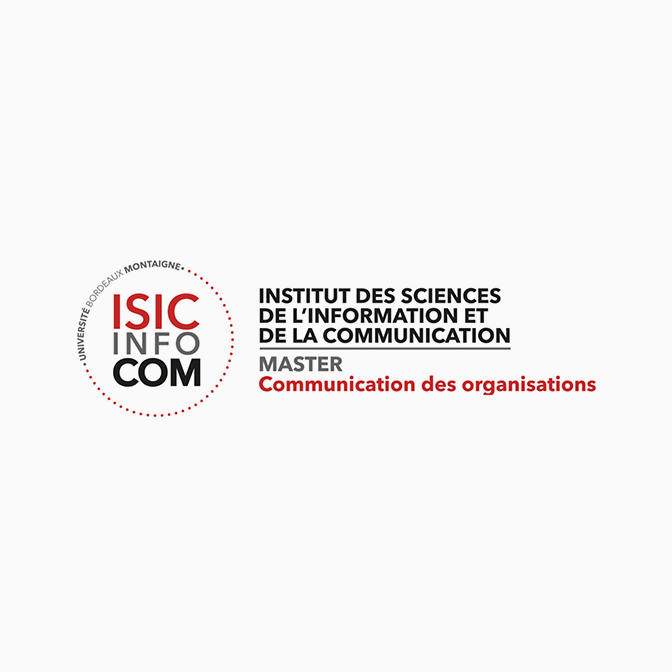 • UNIVERSITÉ BORDEAUX MONTAIGNE •
ISIC
INFO
COM
INSTITUT DES SCIENCES
DE L'INFORMATION ET
DE LA COMMUNICATION
MASTER
Communication des organisations